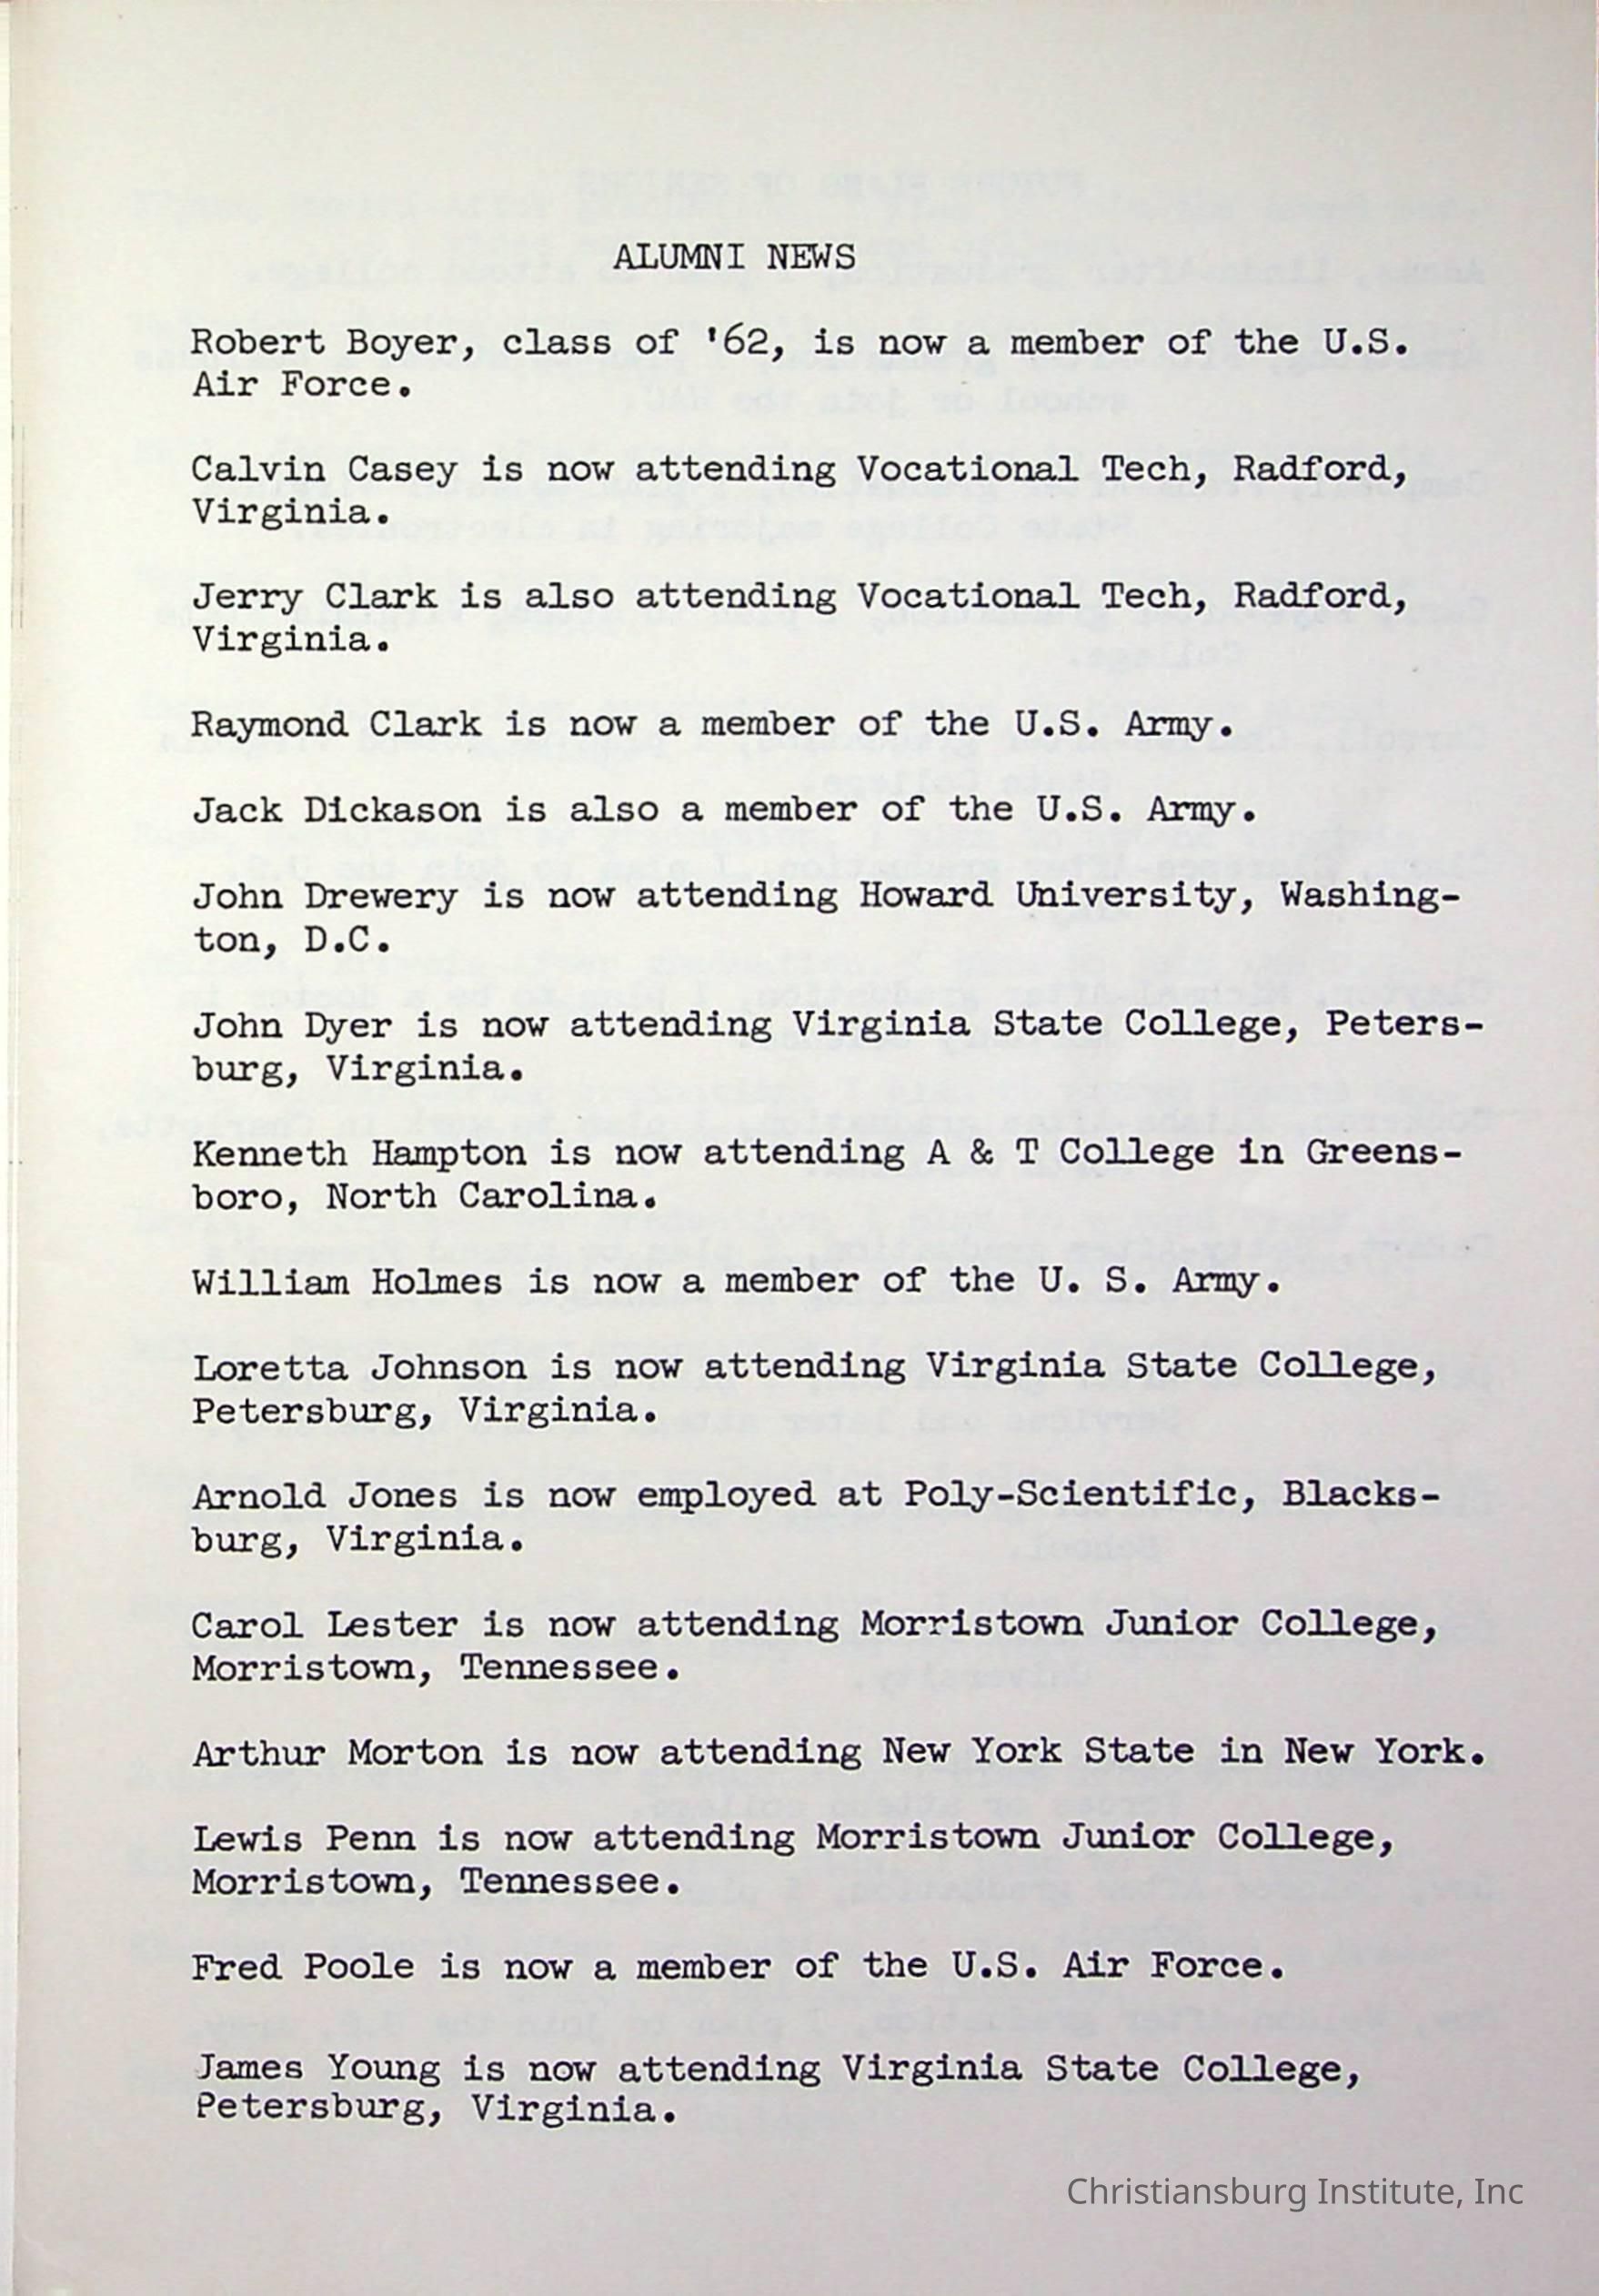 ALUMNI NEWS
Robert Boyer, class of '62, is now a member of the U.S.
Air Force.
Calvin Casey is now attending Vocational Tech, Radford,
Virginia.
Jerry Clark is also attending Vocational Tech, Radford,
Virginia.
Raymond Clark is now a member of the U.S. Army.
Jack Dickason is also a member of the U.S. Army.
John Drewery is now attending Howard University, Washing-
ton, D.C.
John Dyer is now attending Virginia State College, Peters-
burg, Virginia.
Kenneth Hampton is now attending A & T College in Greens-
boro, North Carolina.
William Holmes is now a member of the U. S. Army.
Loretta Johnson is now attending Virginia State College,
Petersburg, Virginia.
Arnold Jones is now employed at Poly-Scientific, Blacks-
burg, Virginia.
Carol Lester is now attending Morristown Junior College,
Morristown, Tennessee.
Arthur Morton is now attending New York State in New York.
Lewis Penn is now attending Morristown Junior College,
Morristown, Tennessee.
Fred Poole is now a member of the U.S. Air Force.
James Young is now attending Virginia State College,
Petersburg, Virginia.
Christiansburg Institute, Inc